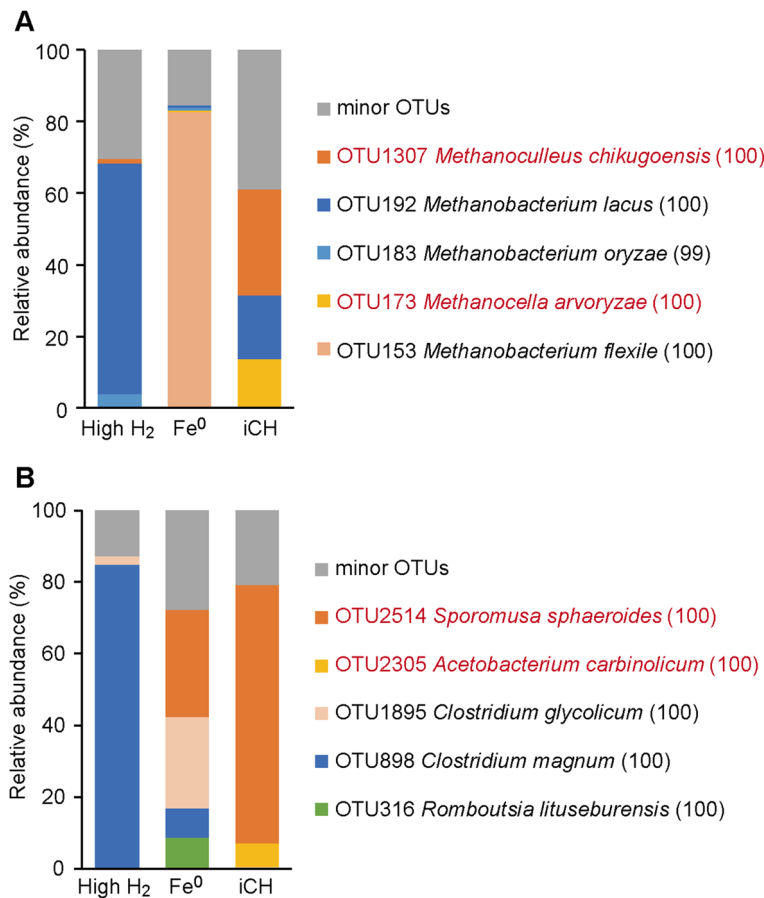 A
Relative abundance (%)
100
80
60
40
20
0
High H₂
Fe⁰
iCH
minor OTUs
OTU1307 Methanoculleus chikugoensis (100)
OTU192 Methanobacterium lacus (100)
OTU183 Methanobacterium oryzae (99)
OTU173 Methanocella arvoryzae (100)
OTU153 Methanobacterium flexile (100)
B
Relative abundance (%)
100
80
60
40
20
0
High H₂
Fe⁰
iCH
minor OTUs
OTU2514 Sporomusa sphaeroides (100)
OTU2305 Acetobacterium carbinolicum (100)
OTU1895 Clostridium glycolicum (100)
OTU898 Clostridium magnum (100)
OTU316 Romboutsia lituseburensis (100)